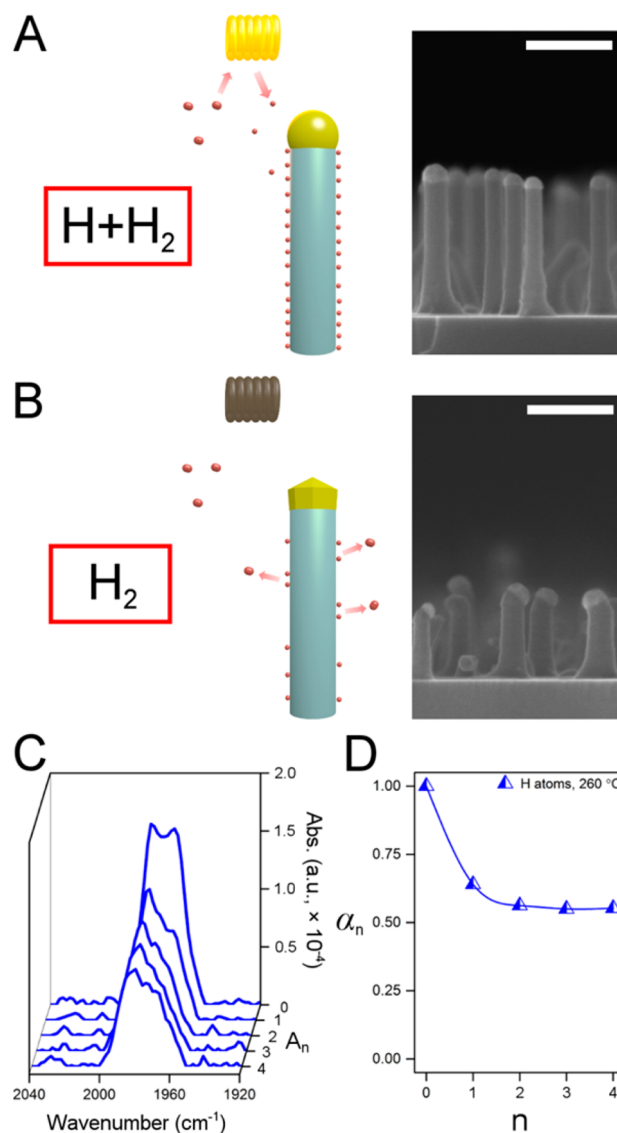 A
H+H₂
B
H₂
C
2.0
1.5
1.0
0.5
0
1
2
3
4
Abs. (a.u., × 10⁻⁴)
Aₙ
2040 2000 1960 1920
Wavenumber (cm⁻¹)
D
H atoms, 260 °C
1.00
0.75
0.50
0.25
0.00
αₙ
0 1 2 3 4
n